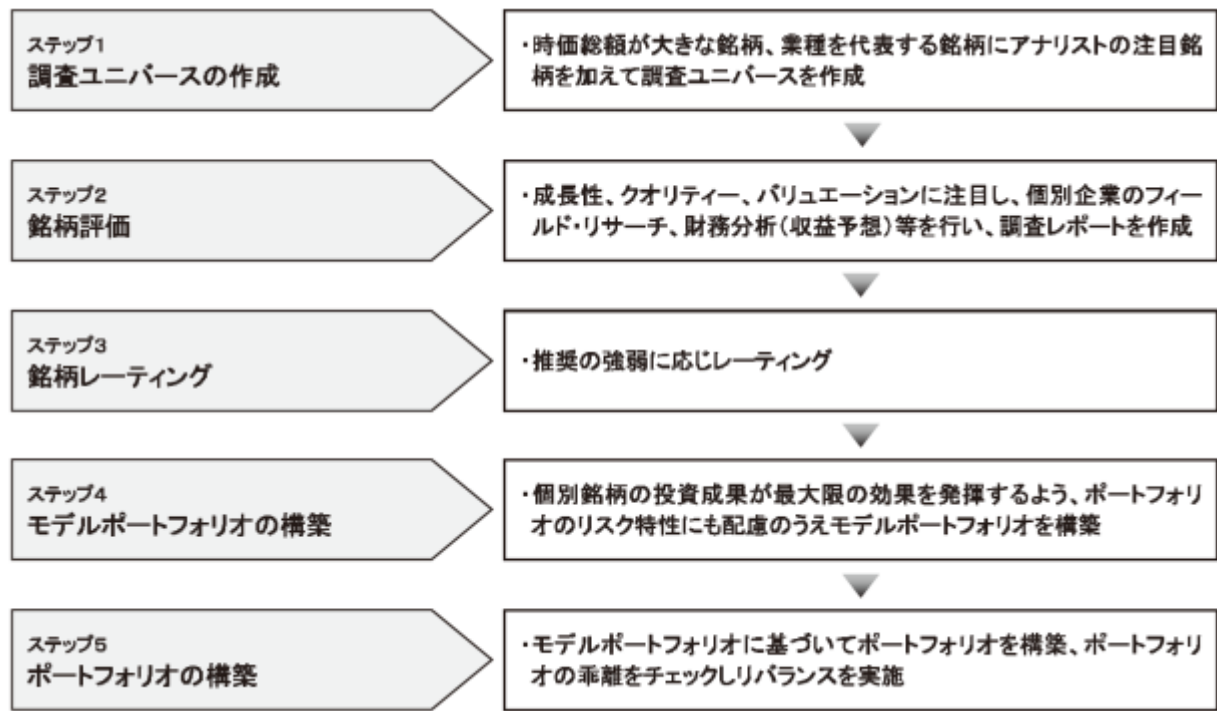 ステップ1
調査ユニバースの作成
・時価総額が大きな銘柄、業種を代表する銘柄にアナリストの注目銘
柄を加えて調査ユニバースを作成
ステップ2
銘柄評価
・成長性、クオリティー、バリュエーションに注目し、個別企業のフィー
ルド・リサーチ、財務分析(収益予想)等を行い、調査レポートを作成
ステップ3
銘柄レーティング
・推奨の強弱に応じレーティング
ステップ4
モデルポートフォリオの構築
・個別銘柄の投資成果が最大限の効果を発揮するよう、ポートフォリ
オのリスク特性にも配慮のうえモデルポートフォリオを構築
ステップ5
ポートフォリオの構築
・モデルポートフォリオに基づいてポートフォリオを構築、ポートフォリ
オの乖離をチェックしリバランスを実施